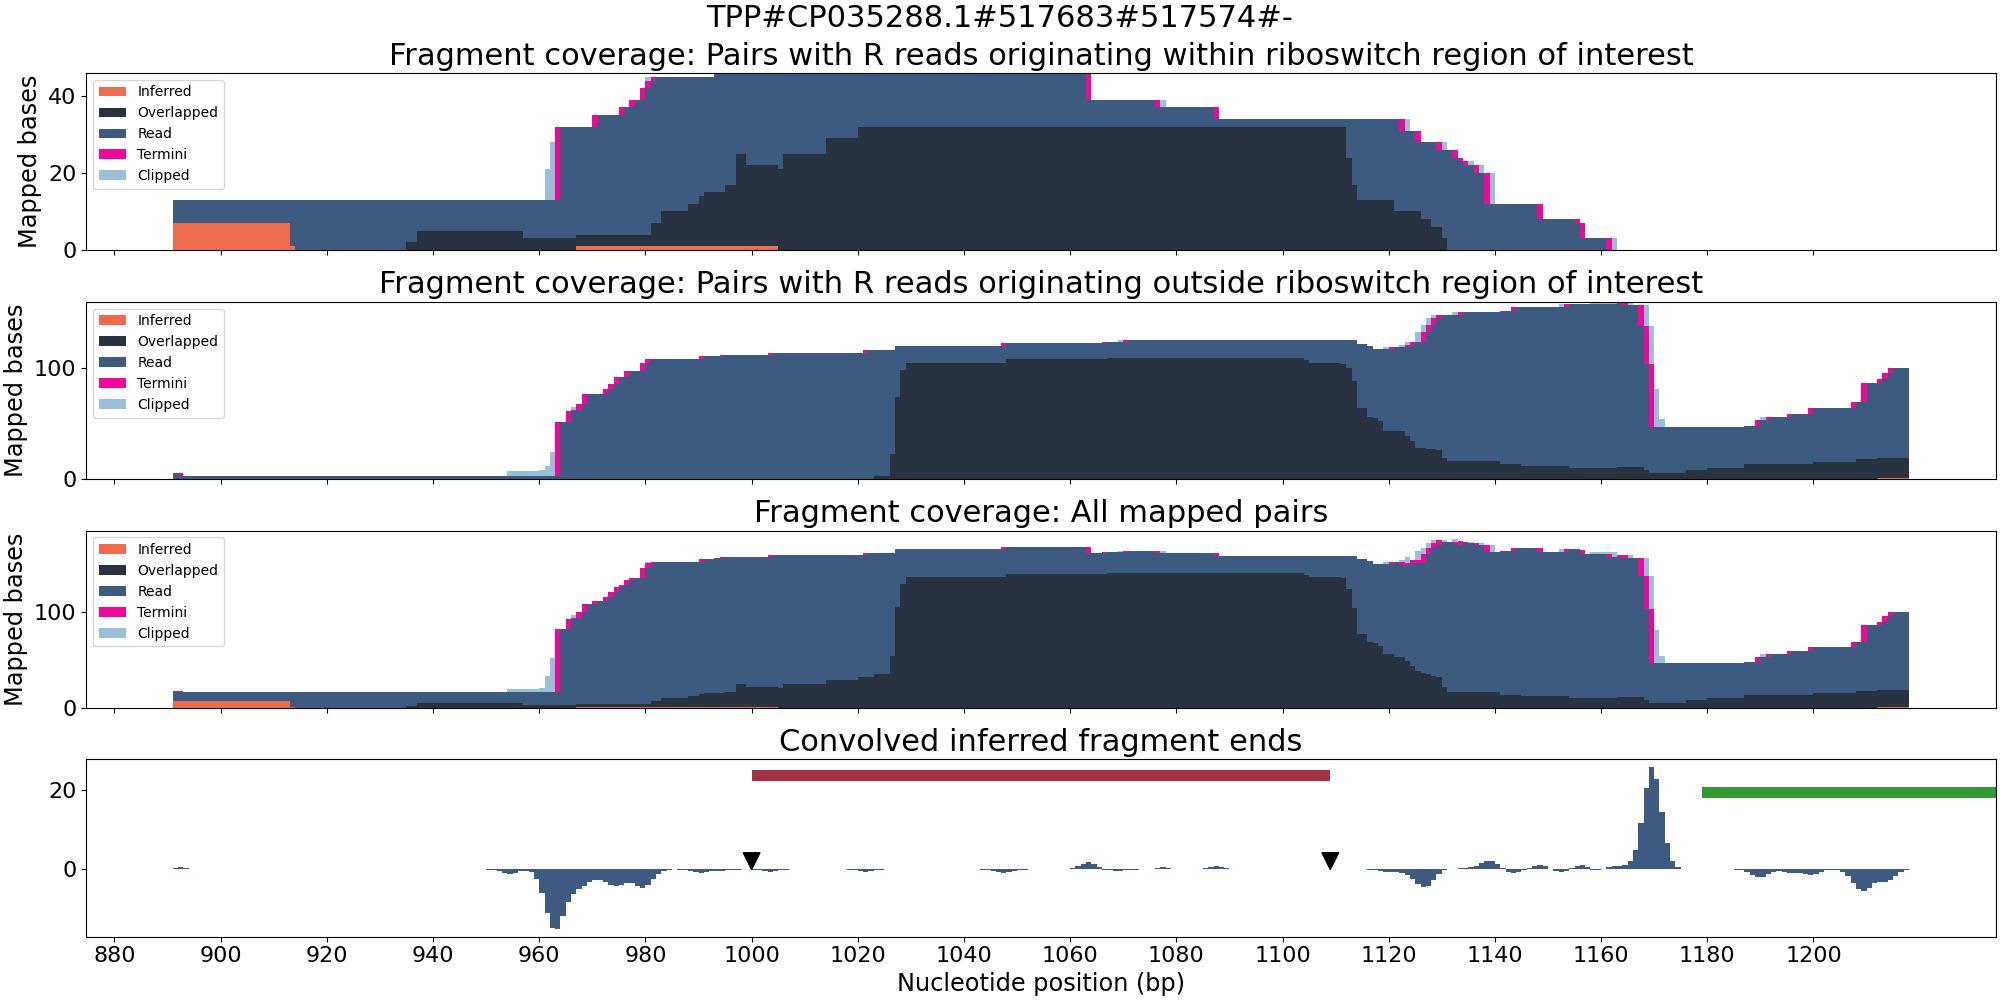 TPP#CP035288.1#517683#517574#-
Fragment coverage: Pairs with R reads originating within riboswitch region of interest
Mapped bases
40
20
0
Inferred
Overlapped
Read
Termini
Clipped
Fragment coverage: Pairs with R reads originating outside riboswitch region of interest
Mapped bases
100
0
Inferred
Overlapped
Read
Termini
Clipped
Fragment coverage: All mapped pairs
Mapped bases
100
0
Inferred
Overlapped
Read
Termini
Clipped
Convolved inferred fragment ends
20
0
880 900 920 940 960 980 1000 1020 1040 1060 1080 1100 1120 1140 1160 1180 1200
Nucleotide position (bp)